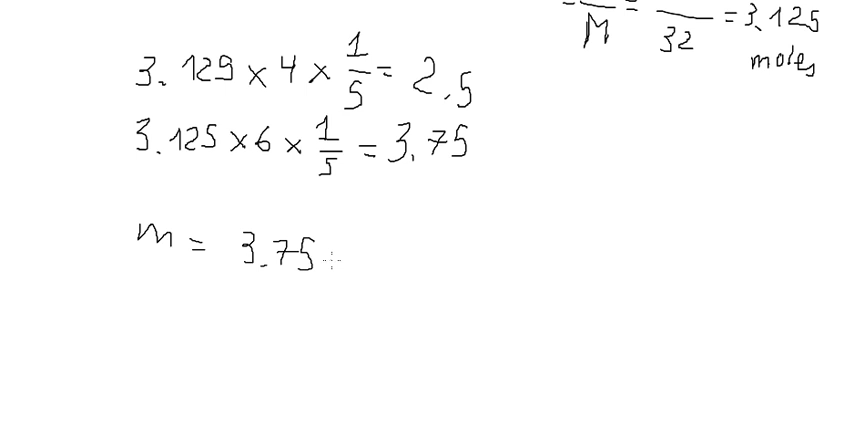 — = — = 3.125
M 32
moles
3.125 × 4 × 1/5 = 2.5
3.125 × 6 × 1/5 = 3.75
m = 3.75